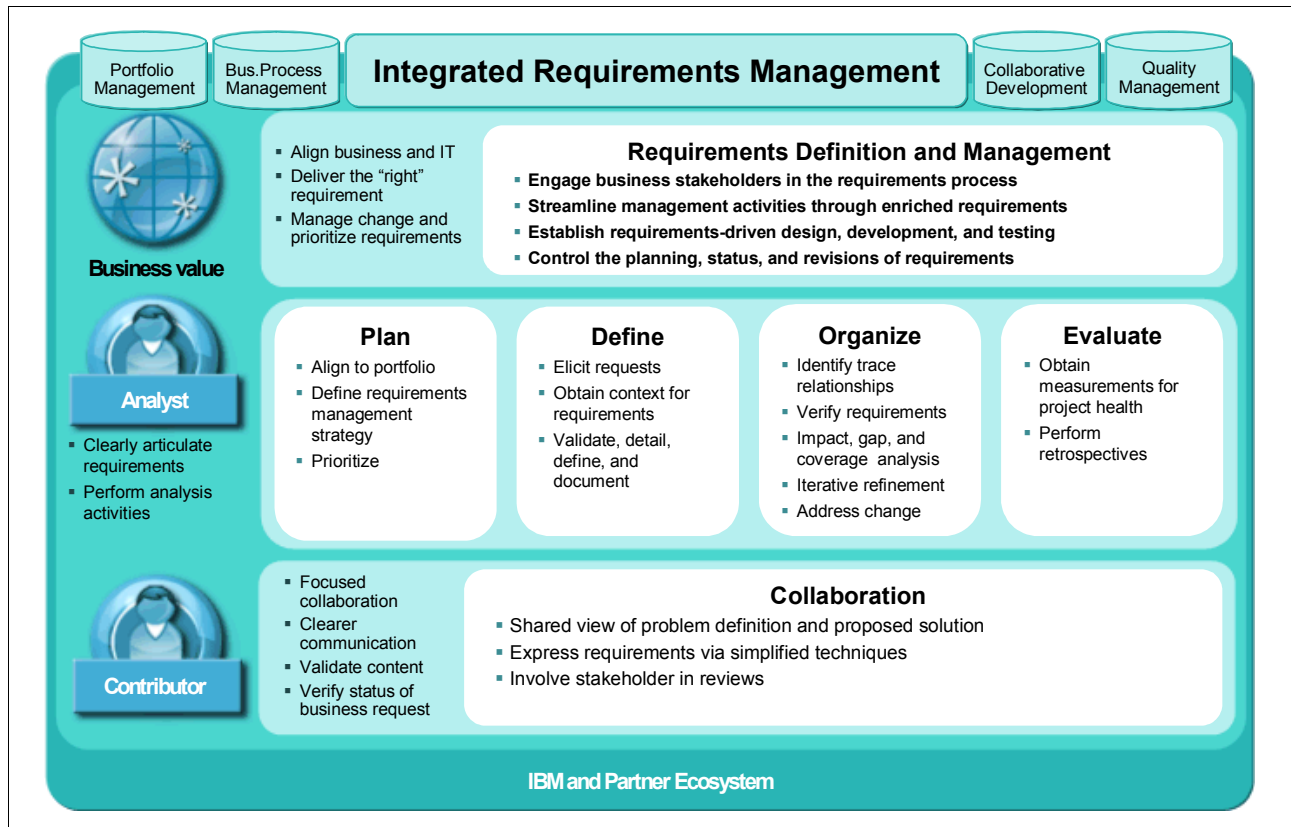 Portfolio
Management
Bus.Process
Management
Integrated Requirements Management
Collaborative
Development
Quality
Management
Business value
▪ Align business and IT
▪ Deliver the “right”
requirement
▪ Manage change and
prioritize requirements
Requirements Definition and Management
▪ Engage business stakeholders in the requirements process
▪ Streamline management activities through enriched requirements
▪ Establish requirements-driven design, development, and testing
▪ Control the planning, status, and revisions of requirements
Analyst
▪ Clearly articulate
requirements
▪ Perform analysis
activities
Plan
▪ Align to portfolio
▪ Define requirements
management
strategy
▪ Prioritize
Define
▪ Elicit requests
▪ Obtain context for
requirements
▪ Validate, detail,
define, and
document
Organize
▪ Identify trace
relationships
▪ Verify requirements
▪ Impact, gap, and
coverage analysis
▪ Iterative refinement
▪ Address change
Evaluate
▪ Obtain
measurements for
project health
▪ Perform
retrospectives
Contributor
▪ Focused
collaboration
▪ Clearer
communication
▪ Validate content
▪ Verify status of
business request
Collaboration
▪ Shared view of problem definition and proposed solution
▪ Express requirements via simplified techniques
▪ Involve stakeholder in reviews
IBM and Partner Ecosystem